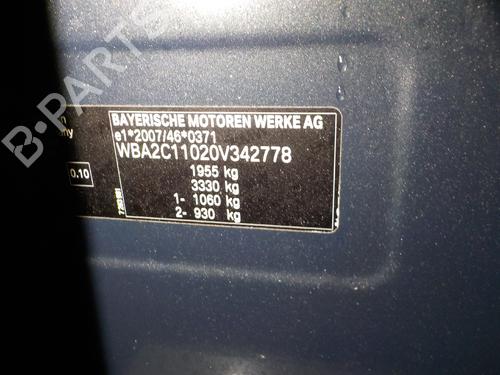 B-PARTS
BAYERISCHE MOTOREN WERKE AG
e1*2007/46*0371
WBA2C11020V342778
1955 kg
3330 kg
1- 1060 kg
2- 930 kg
0.10